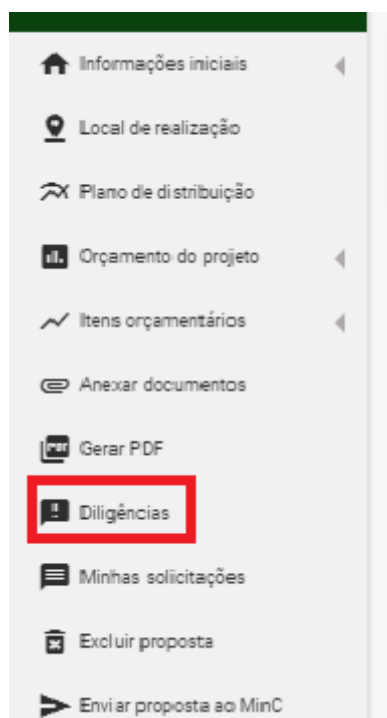 Informações iniciais
Local de realização
Plano de distribuição
Orçamento do projeto
Itens orçamentários
Anexar documentos
PDF Gerar PDF
Diligências
Minhas solicitações
Excluir proposta
Enviar proposta ao MinC